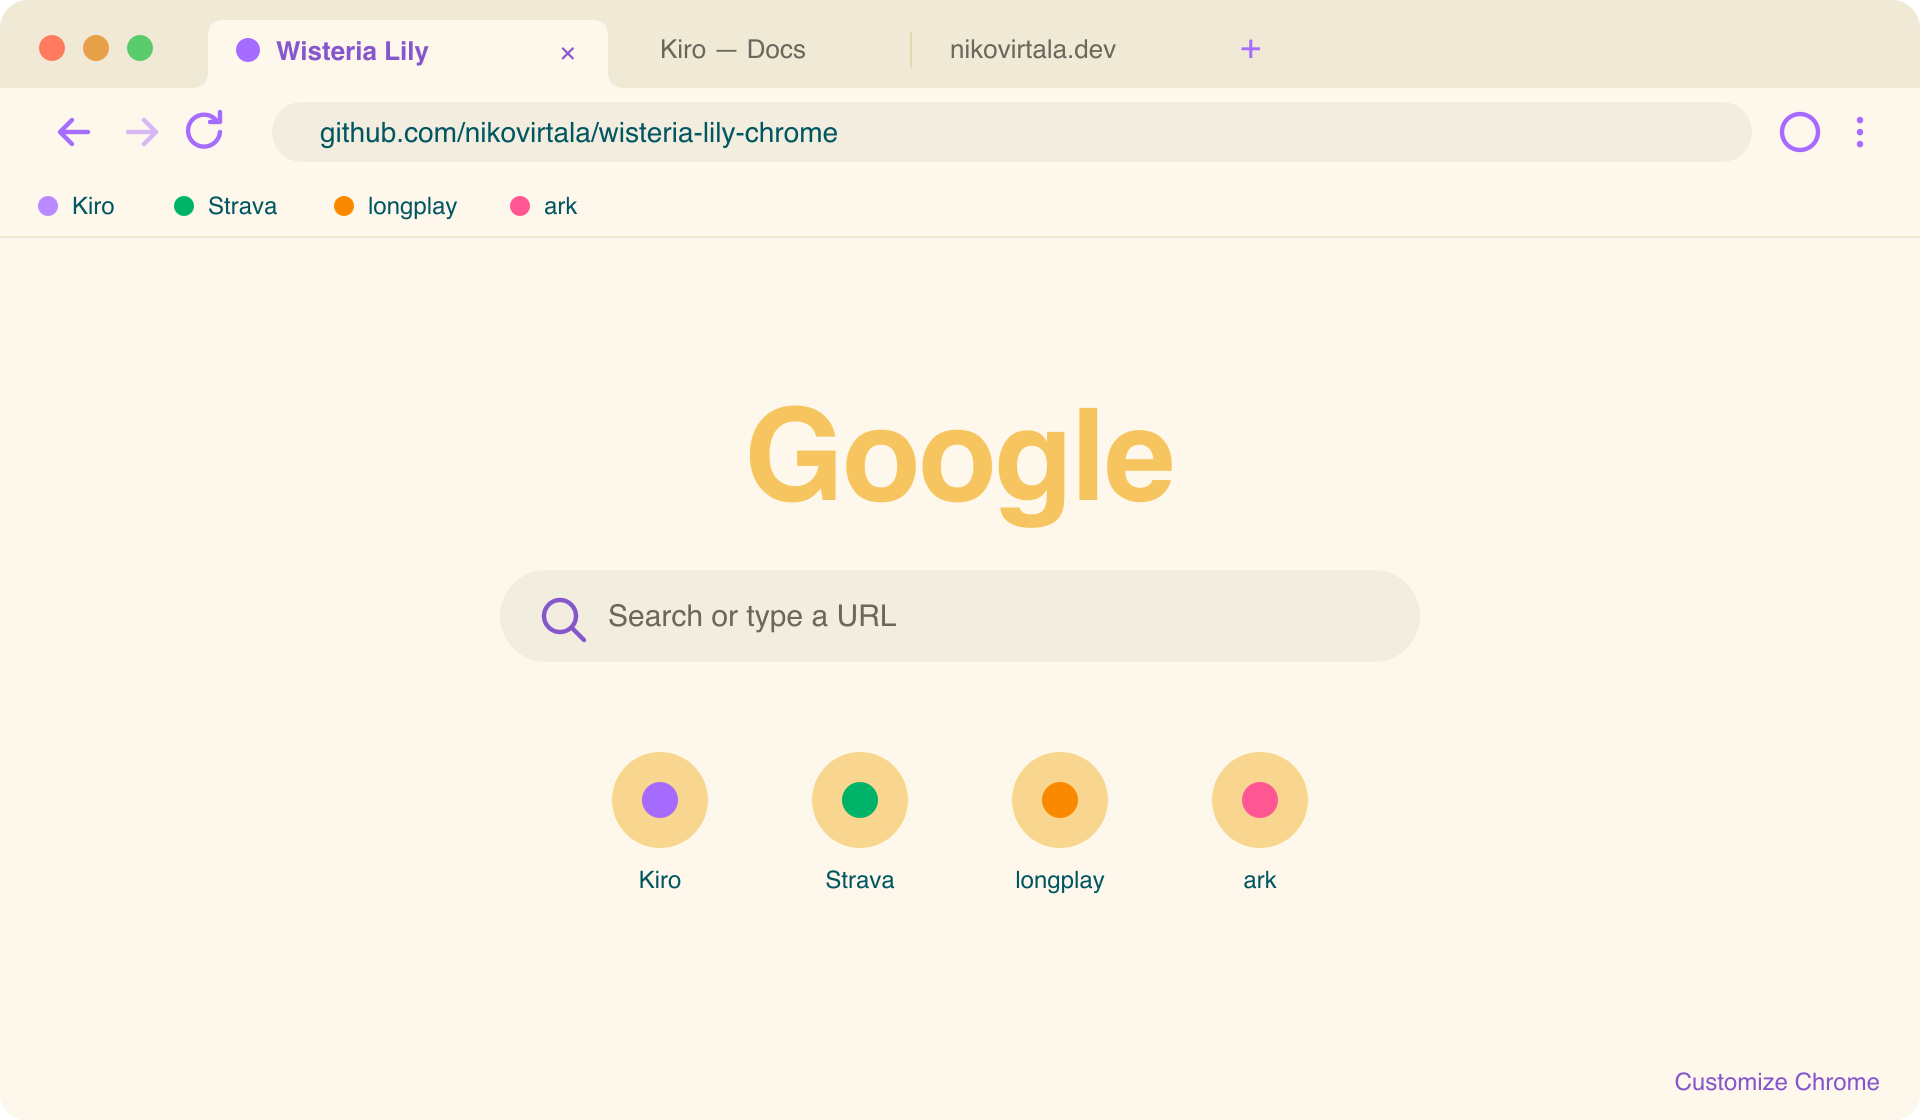 Wisteria Lily × Kiro — Docs nikovirtala.dev +
github.com/nikovirtala/wisteria-lily-chrome
Kiro Strava longplay ark
Google
Search or type a URL
Kiro Strava longplay ark
Customize Chrome